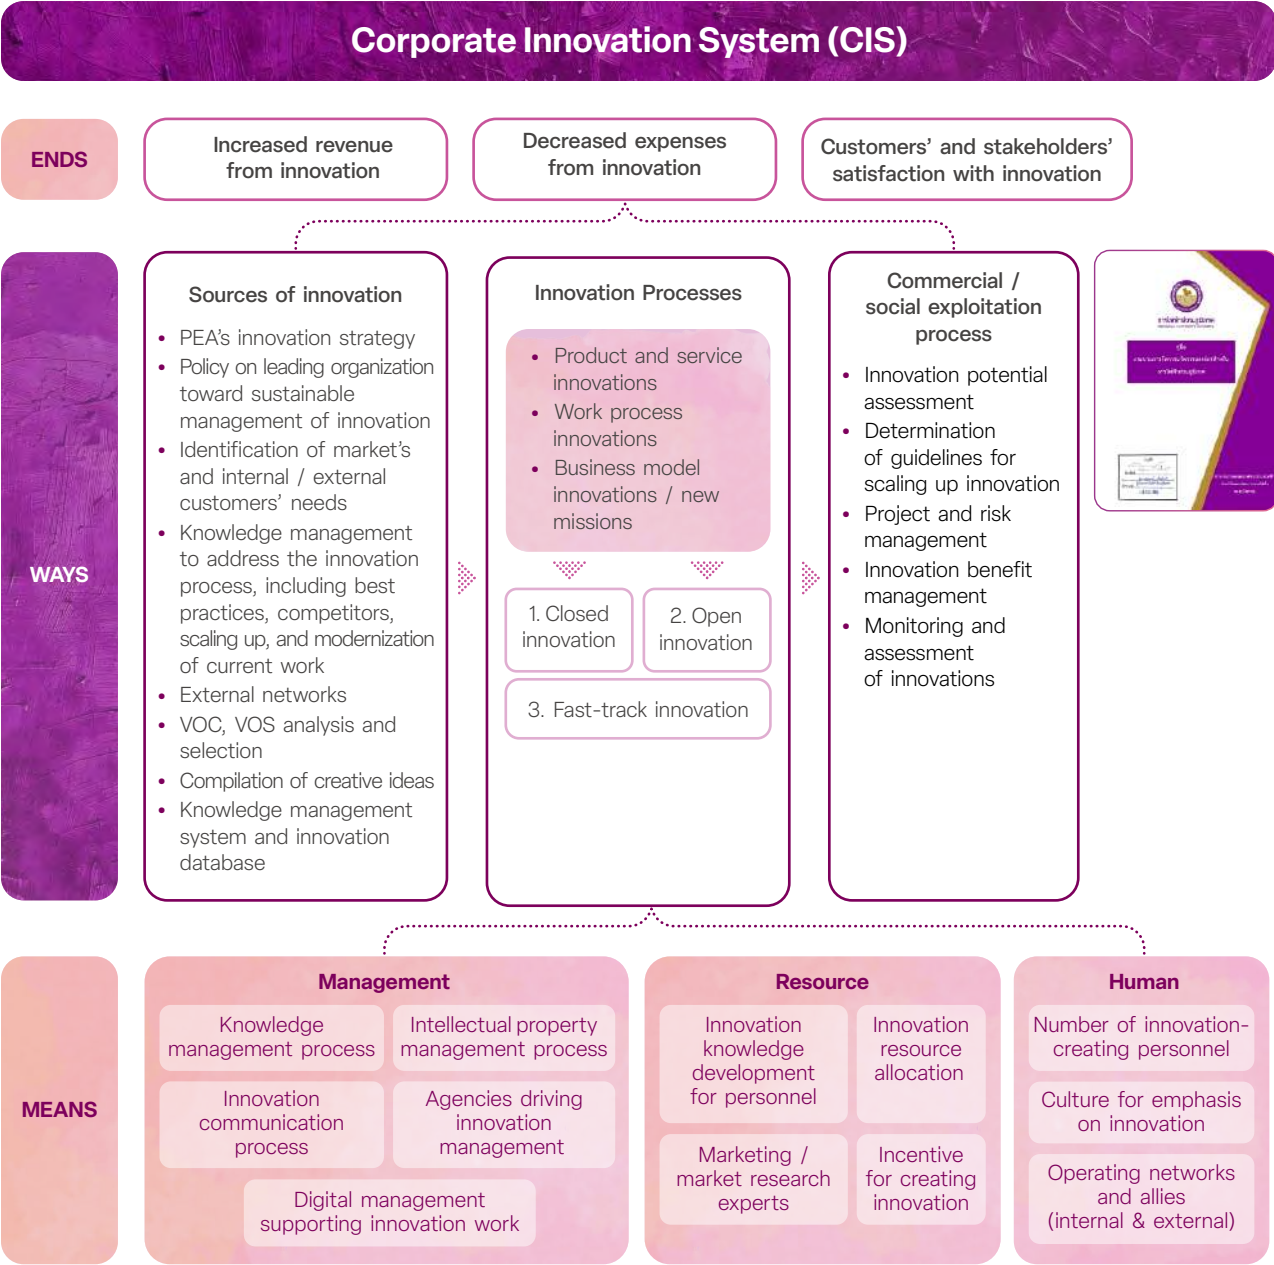 Corporate Innovation System (CIS)
ENDS
Increased revenue
from innovation
Decreased expenses
from innovation
Customers’ and stakeholders’
satisfaction with innovation
WAYS
Sources of innovation
• PEA’s innovation strategy
• Policy on leading organization
toward sustainable
management of innovation
• Identification of market’s
and internal / external
customers’ needs
• Knowledge management
to address the innovation
process, including best
practices, competitors,
scaling up, and modernization
of current work
• External networks
• VOC, VOS analysis and
selection
• Compilation of creative ideas
• Knowledge management
system and innovation
database
Innovation Processes
• Product and service
innovations
• Work process
innovations
• Business model
innovations / new
missions
1. Closed
innovation
2. Open
innovation
3. Fast-track innovation
Commercial /
social exploitation
process
• Innovation potential
assessment
• Determination
of guidelines for
scaling up innovation
• Project and risk
management
• Innovation benefit
management
• Monitoring and
assessment
of innovations
MEANS
Management
Knowledge
management process
Intellectual property
management process
Innovation
communication
process
Agencies driving
innovation
management
Digital management
supporting innovation work
Resource
Innovation
knowledge
development
for personnel
Innovation
resource
allocation
Marketing /
market research
experts
Incentive
for creating
innovation
Human
Number of innovation-
creating personnel
Culture for emphasis
on innovation
Operating networks
and allies
(internal & external)